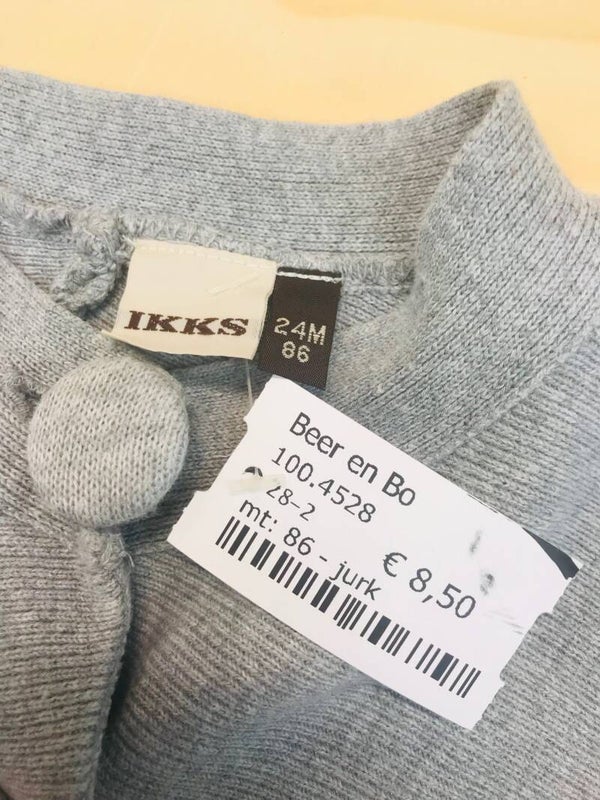 IKKS
24M
86
Beer en Bo
100.4528
28-2
mt: 86 - jurk
€ 8,50